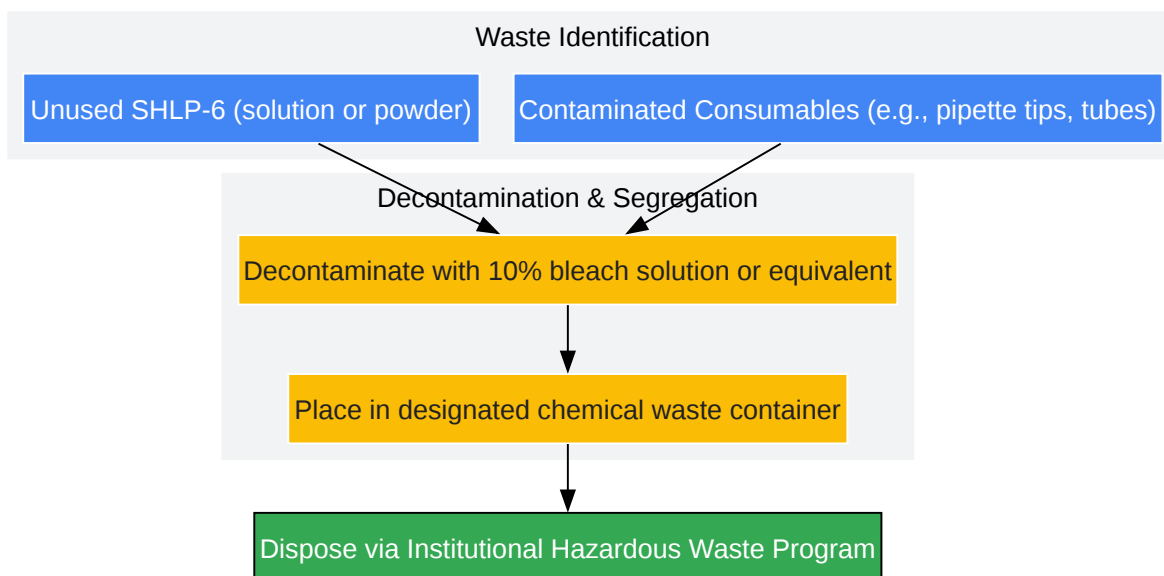 Waste Identification
Unused SHLP-6 (solution or powder)
Contaminated Consumables (e.g., pipette tips, tubes)
Decontamination & Segregation
Decontaminate with 10% bleach solution or equivalent
Place in designated chemical waste container
Dispose via Institutional Hazardous Waste Program